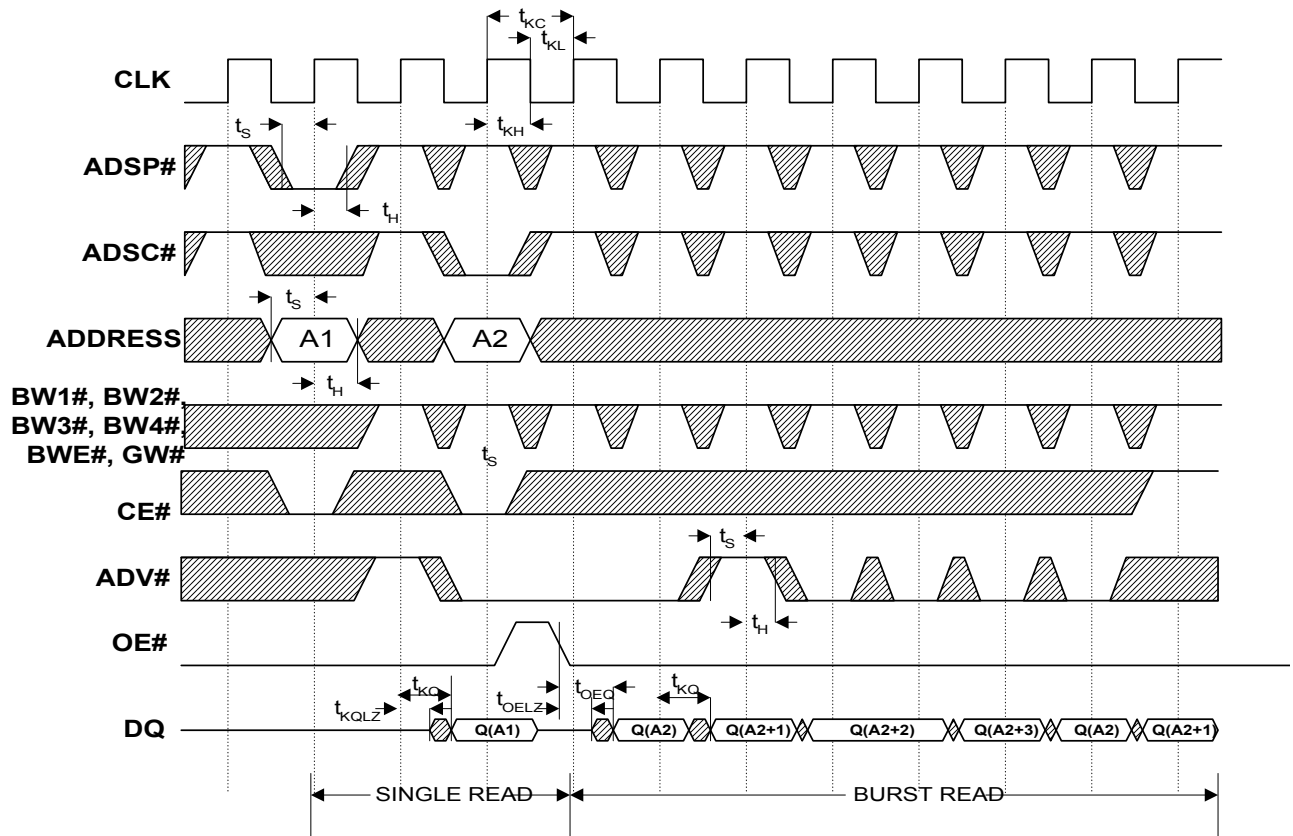 tKC
tKL
CLK
tS
tKH
ADSP#
tH
ADSC#
tS
ADDRESS
A1
A2
tH
BW1#, BW2#,
BW3#, BW4#,
BWE#, GW#
tS
CE#
tS
ADV#
tH
OE#
tKQ
tOELZ
tOEQ
tKQ
tKQLZ
DQ
Q(A1)
Q(A2)
Q(A2+1)
Q(A2+2)
Q(A2+3)
Q(A2)
Q(A2+1)
SINGLE READ
BURST READ